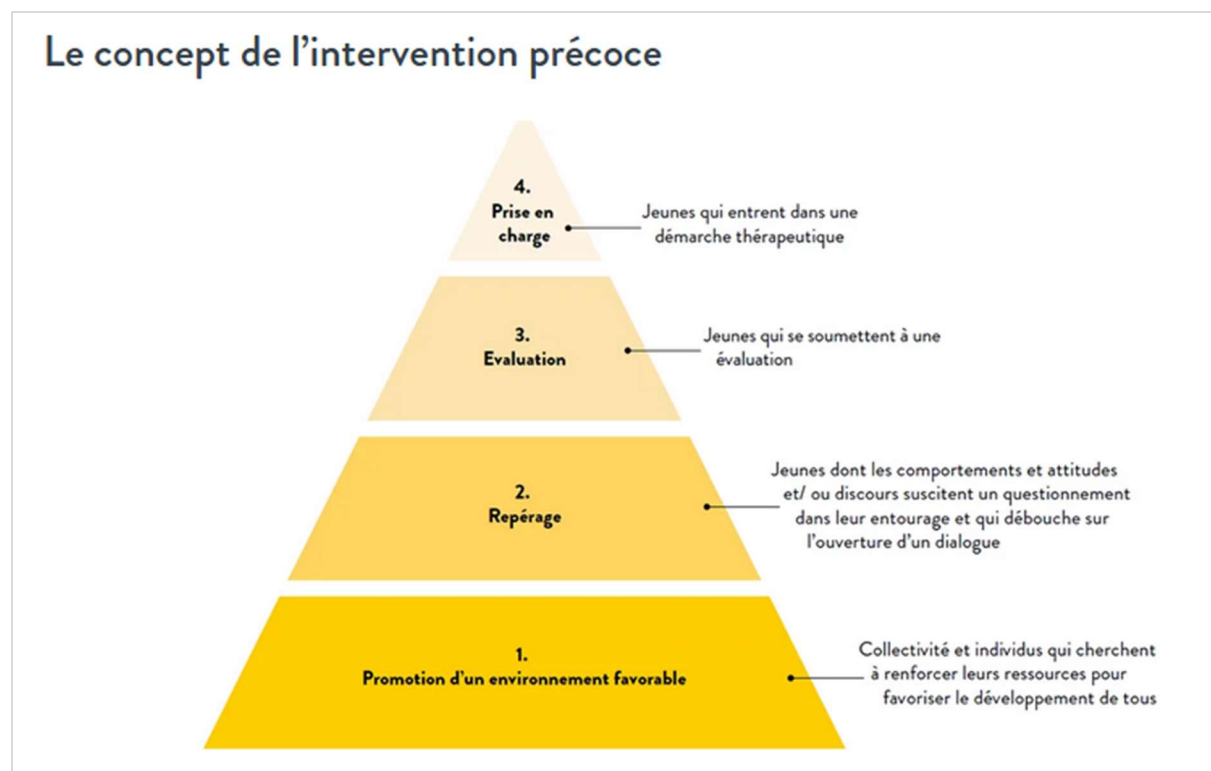 Le concept de l'intervention précoce
4.
Prise en
charge
Jeunes qui entrent dans une
démarche thérapeutique
3.
Evaluation
Jeunes qui se soumettent à une
évaluation
2.
Repérage
Jeunes dont les comportements et attitudes
et/ ou discours suscitent un questionnement
dans leur entourage et qui débouche sur
l'ouverture d'un dialogue
1.
Promotion d'un environnement favorable
Collectivité et individus qui cherchent
à renforcer leurs ressources pour
favoriser le développement de tous